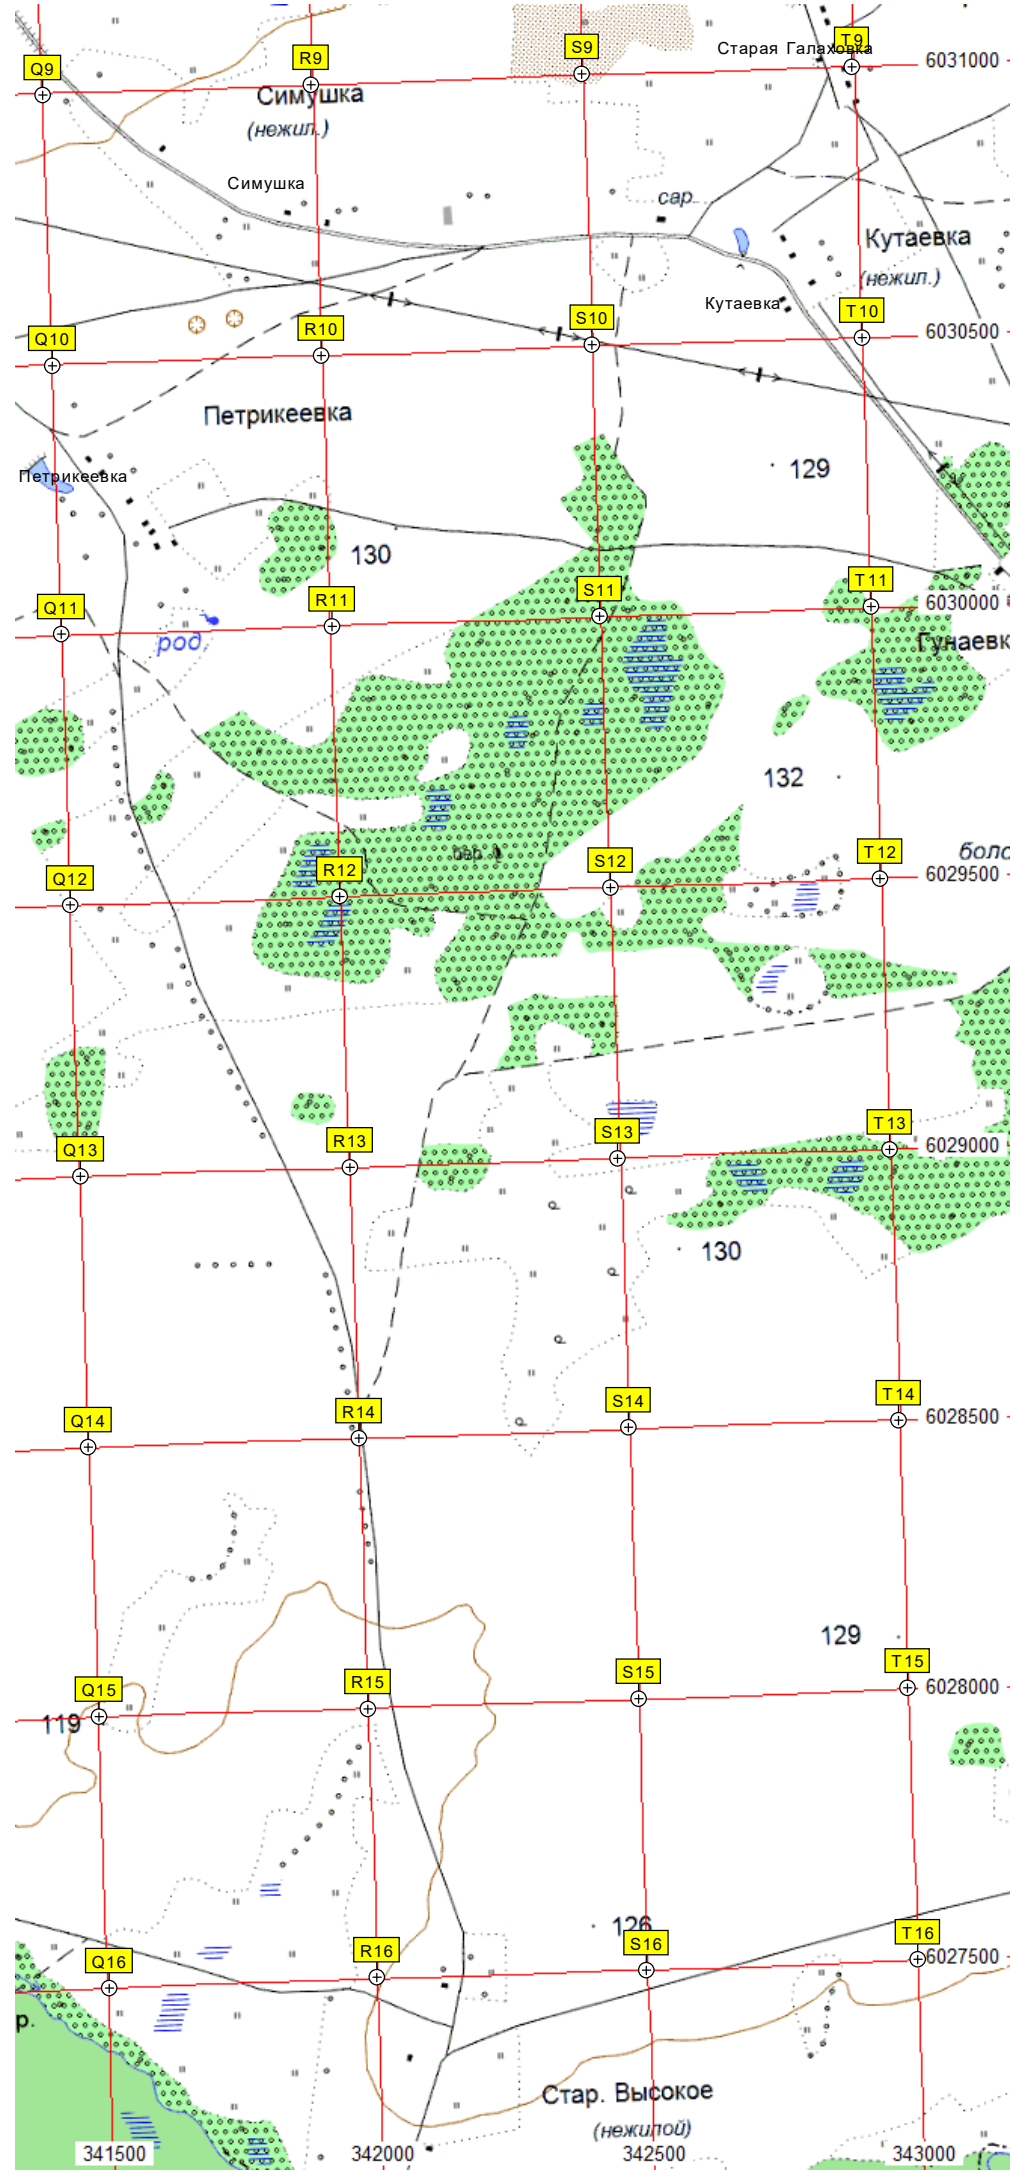 T9
Старая Галаховка
S9
R9
6031000
Q9
Симушка
(нежил.)
Симушка
сар.
Кутаевка
(нежил.)
Кутаевка
T10
S10
6030500
R10
Q10
Петрикеевка
129
Петрикеевка
130
T11
S11
6030000
R11
Q11
род.
Гунаевк
132
T12
боло
S12
6029500
R12
Q12
T13
S13
6029000
R13
Q13
130
T14
S14
6028500
R14
Q14
129
T15
S15
6028000
R15
Q15
119
126
T16
S16
6027500
R16
Q16
р.
Стар. Высокое
(нежилой)
341500
342000
342500
343000